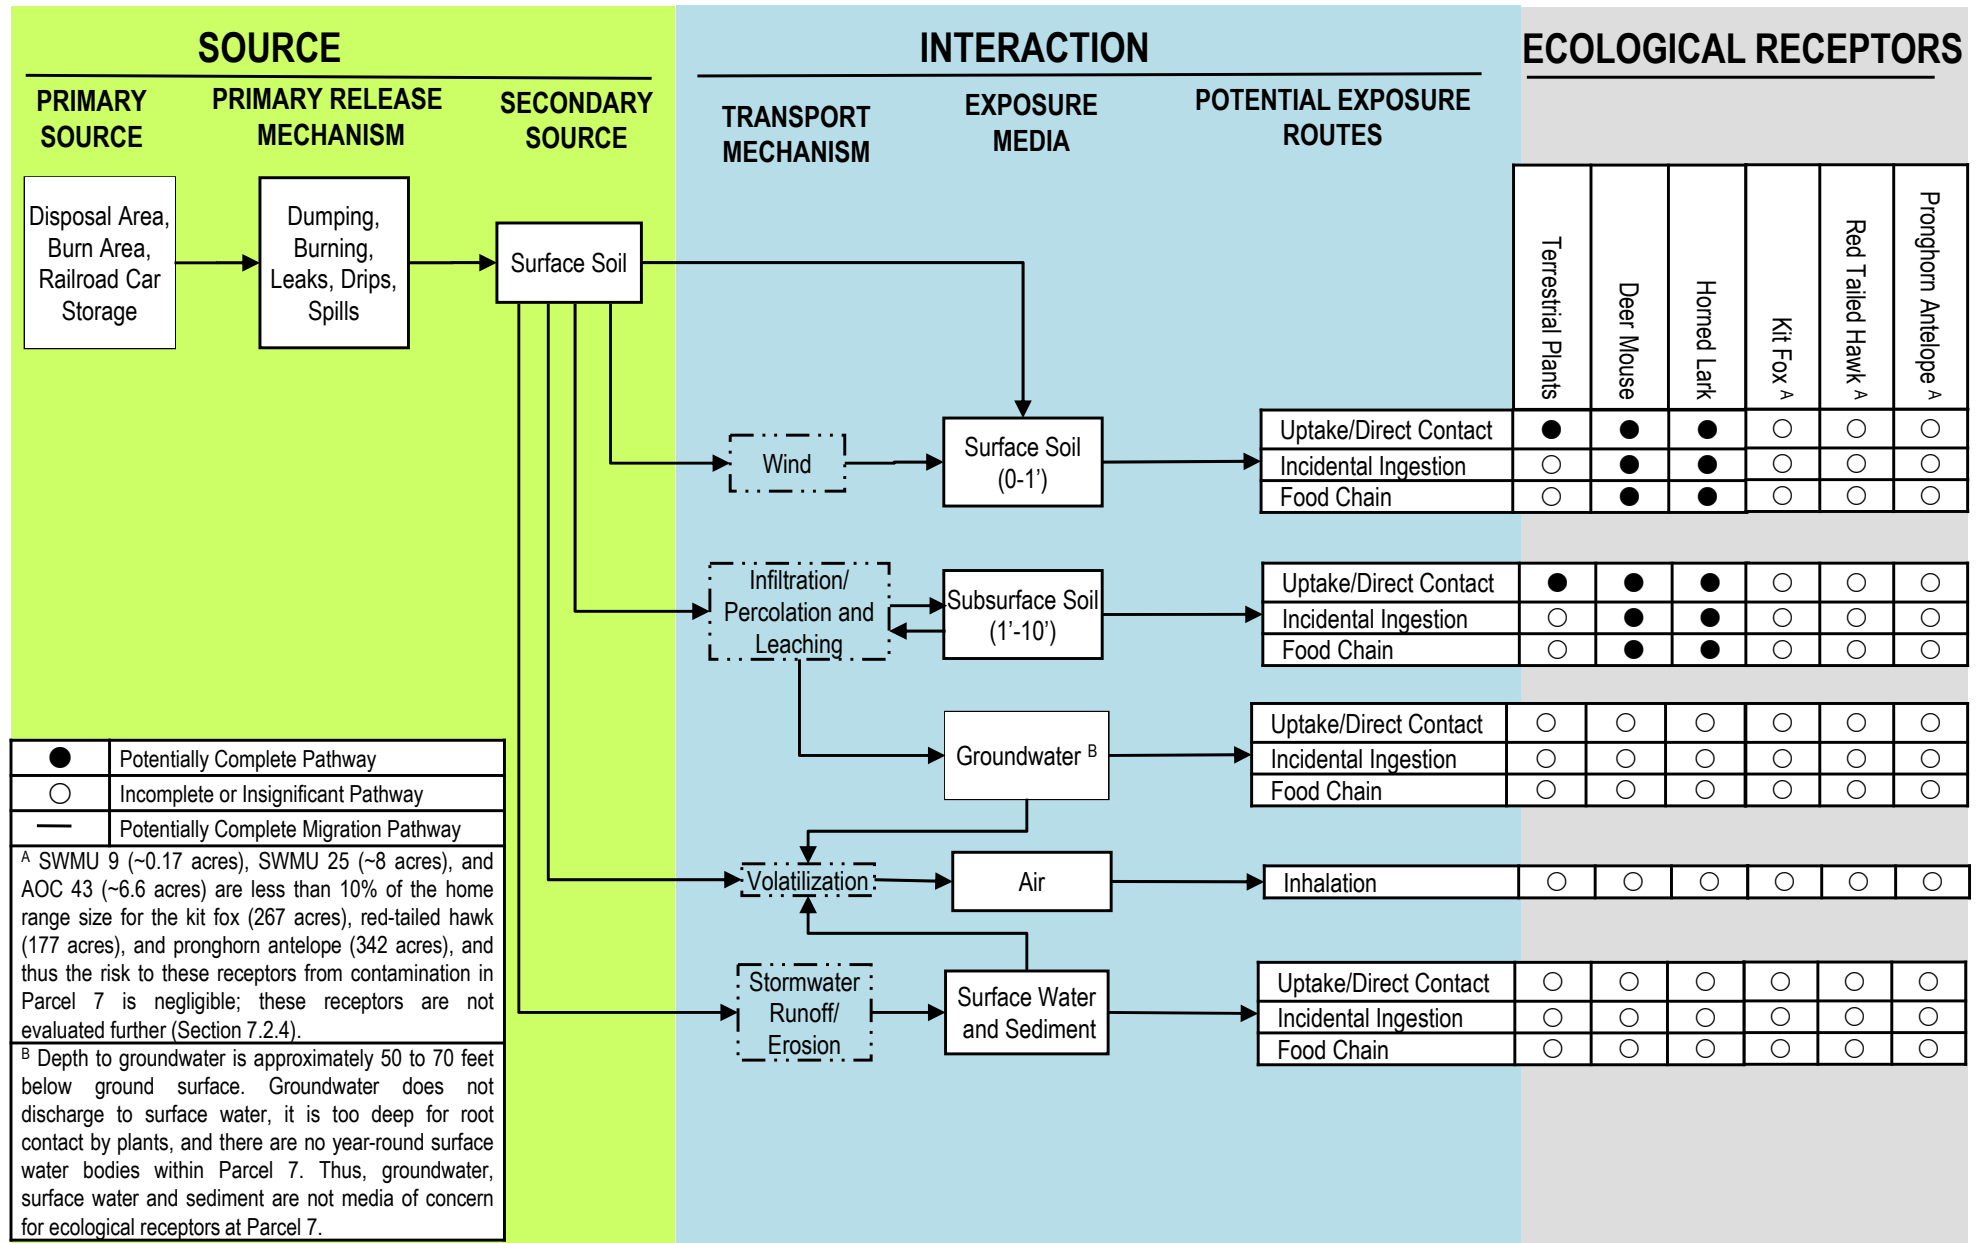 SOURCE
INTERACTION
ECOLOGICAL RECEPTORS
PRIMARY
SOURCE
PRIMARY RELEASE
MECHANISM
SECONDARY
SOURCE
TRANSPORT
MECHANISM
EXPOSURE
MEDIA
POTENTIAL EXPOSURE
ROUTES
Disposal Area,
Burn Area,
Railroad Car
Storage
Dumping,
Burning,
Leaks, Drips,
Spills
Surface Soil
Terrestrial Plants
Deer Mouse
Horned Lark
Kit Fox A
Red Tailed Hawk A
Pronghorn Antelope A
Wind
Surface Soil
(0-1')
Uptake/Direct Contact
Incidental Ingestion
Food Chain
Infiltration/
Percolation and
Leaching
Subsurface Soil
(1'-10')
Uptake/Direct Contact
Incidental Ingestion
Food Chain
Groundwater B
Uptake/Direct Contact
Incidental Ingestion
Food Chain
Volatilization
Air
Inhalation
Stormwater
Runoff/
Erosion
Surface Water
and Sediment
Uptake/Direct Contact
Incidental Ingestion
Food Chain
Potentially Complete Pathway
Incomplete or Insignificant Pathway
Potentially Complete Migration Pathway
A SWMU 9 (~0.17 acres), SWMU 25 (~8 acres), and
AOC 43 (~6.6 acres) are less than 10% of the home
range size for the kit fox (267 acres), red-tailed hawk
(177 acres), and pronghorn antelope (342 acres), and
thus the risk to these receptors from contamination in
Parcel 7 is negligible; these receptors are not
evaluated further (Section 7.2.4).
B Depth to groundwater is approximately 50 to 70 feet
below ground surface. Groundwater does not
discharge to surface water, it is too deep for root
contact by plants, and there are no year-round surface
water bodies within Parcel 7. Thus, groundwater,
surface water and sediment are not media of concern
for ecological receptors at Parcel 7.